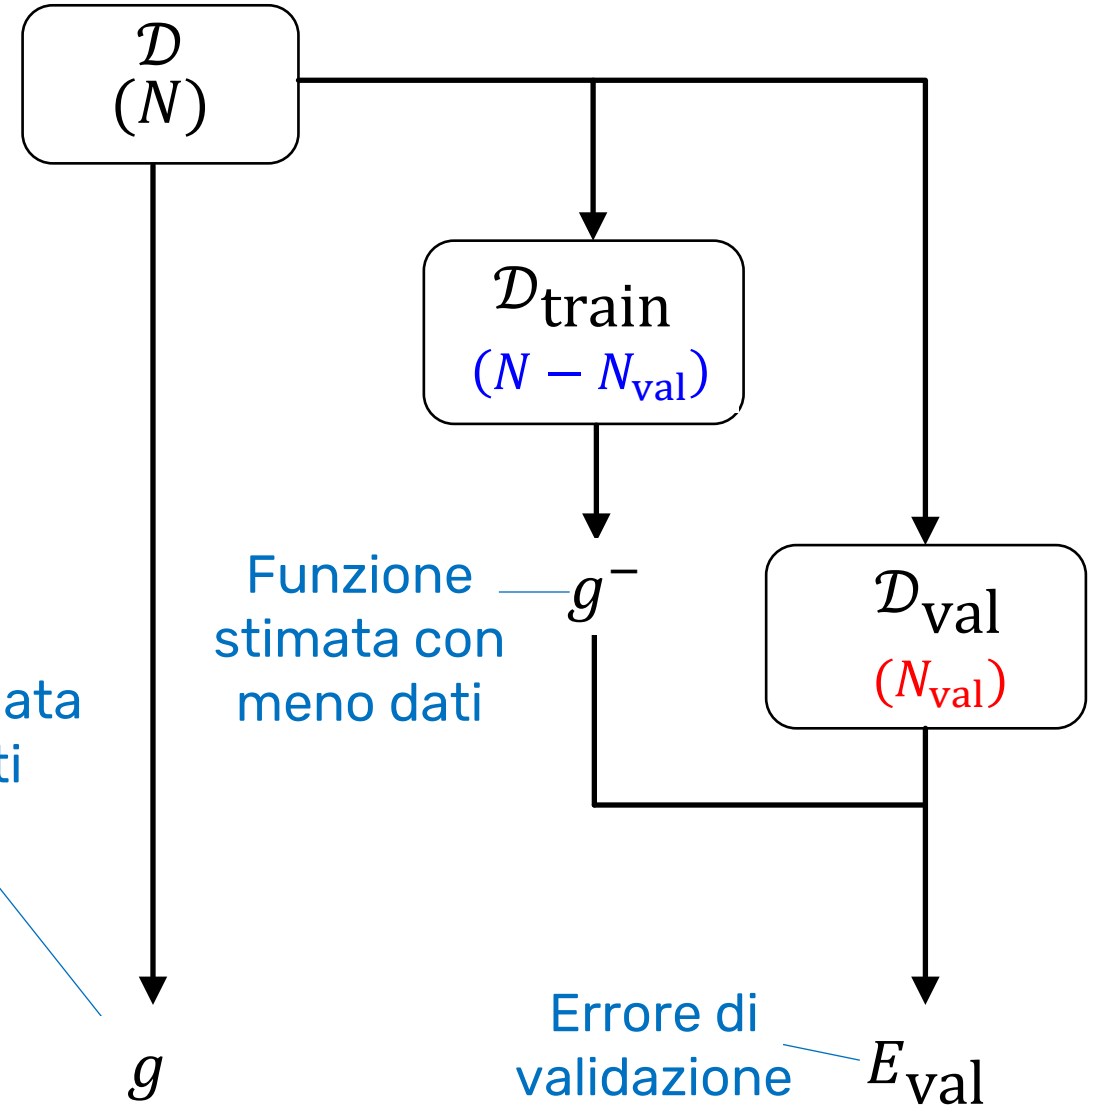 𝒟
(N)
𝒟train
(N − Nval)
Funzione
stimata con
meno dati
g⁻
𝒟val
(Nval)
g
Errore di
validazione
Eval